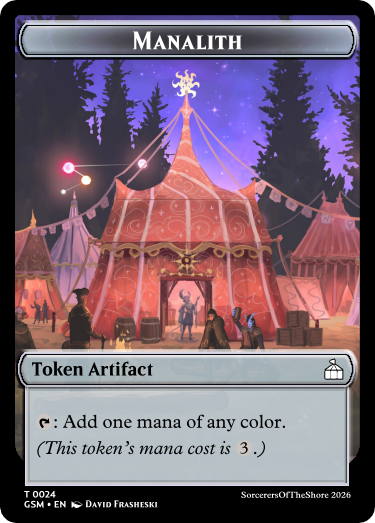 Manalith
Token Artifact
: Add one mana of any color.
(This token's mana cost is 3.)
T 0024
GSM • EN David Frasheski
SorcerersOfTheShore 2026